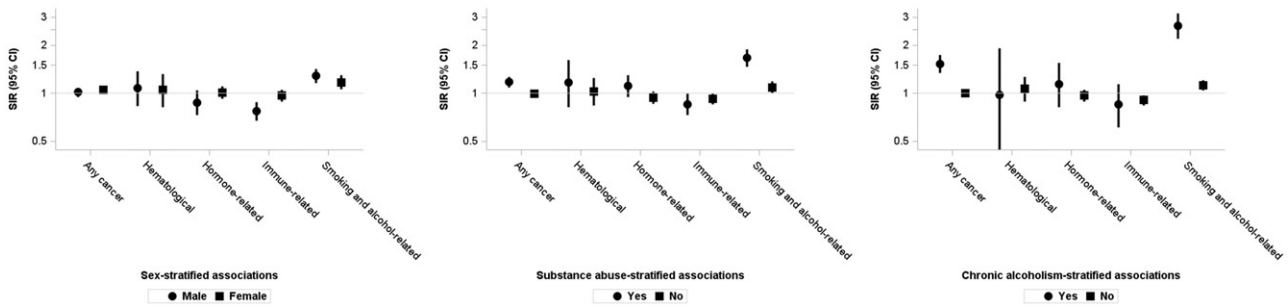 SIR (95% CI)
3
2
1.5
1
0.5
Any cancer
Hematological
Hormone-related
Immune-related
Smoking and alcohol-related
Sex-stratified associations
Male Female
SIR (95% CI)
3
2
1.5
1
0.5
Any cancer
Hematological
Hormone-related
Immune-related
Smoking and alcohol-related
Substance abuse-stratified associations
Yes No
SIR (95% CI)
3
2
1.5
1
0.5
Any cancer
Hematological
Hormone-related
Immune-related
Smoking and alcohol-related
Chronic alcoholism-stratified associations
Yes No